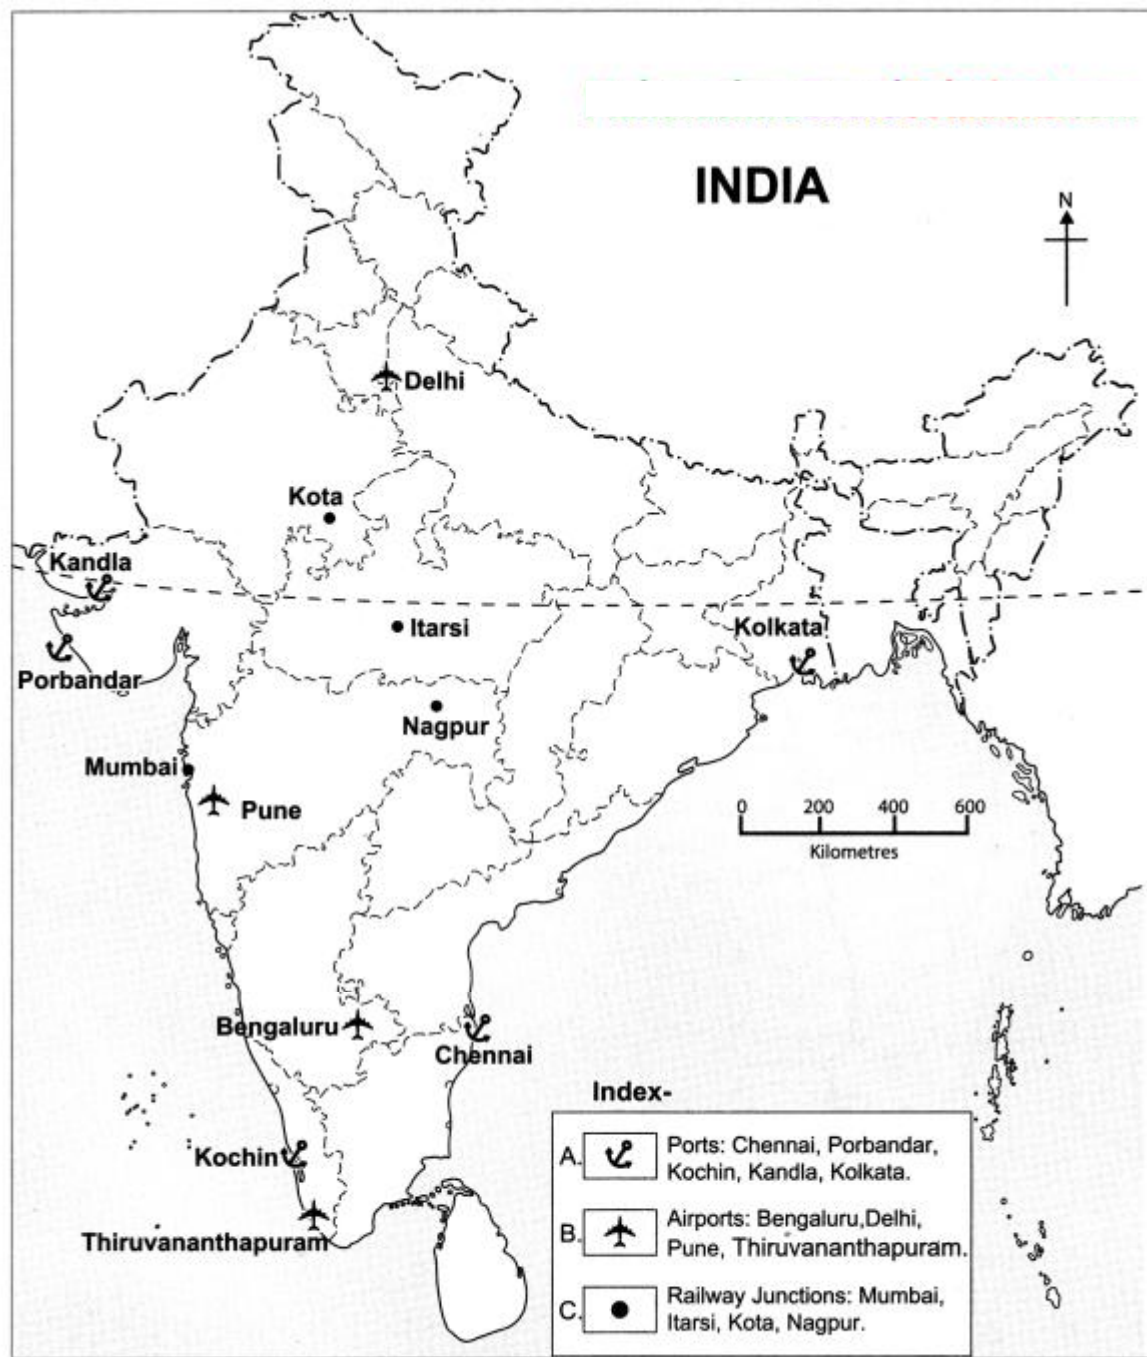 INDIA
N
Delhi
Kota
Kandla
Itarsi
Kolkata
Porbandar
Nagpur
Mumbai
Pune
0 200 400 600
Kilometres
Bengaluru
Chennai
Kochin
Thiruvananthapuram
Index-
A. Ports: Chennai, Porbandar,
Kochin, Kandla, Kolkata.
B. Airports: Bengaluru,Delhi,
Pune, Thiruvananthapuram.
C. Railway Junctions: Mumbai,
Itarsi, Kota, Nagpur.